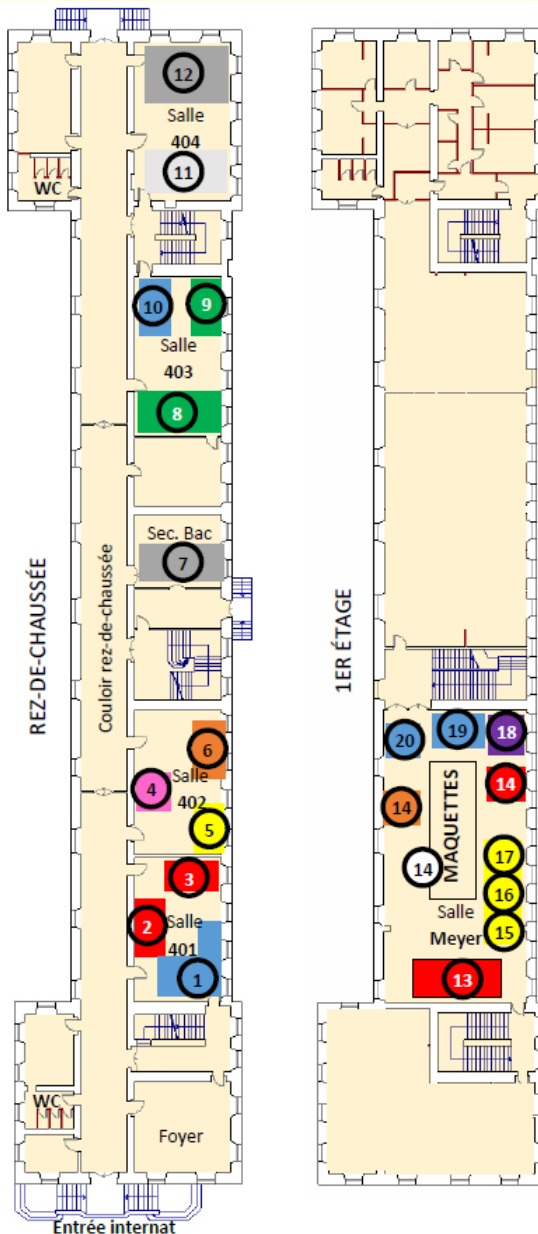 12
Salle
404
11
WC
10
9
Salle
403
8
Sec. Bac
7
REZ-DE-CHAUSSÉE
Couloir rez-de-chaussée
6
4
Salle
402
5
3
2
Salle
401
1
WC
Foyer
Entrée internat
1ER ÉTAGE
20
19
18
14
14
MAQUETTES
14
17
16
Salle
15
Meyer
13